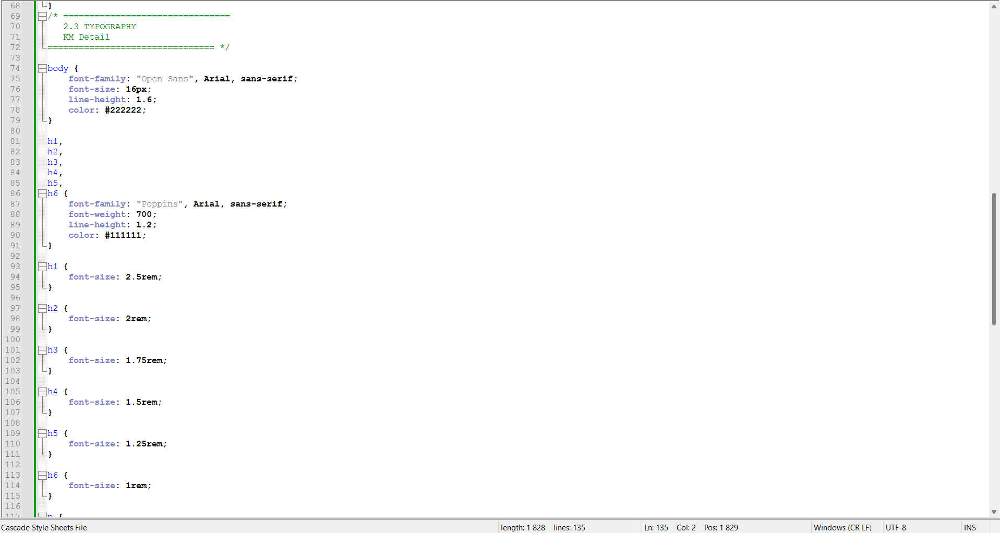 68 }
69 /* ================================
70 2.3 TYPOGRAPHY
71 KM Detail
72 ================================ */
73
74 body {
75 font-family: "Open Sans", Arial, sans-serif;
76 font-size: 16px;
77 line-height: 1.6;
78 color: #222222;
79 }
80
81 h1,
82 h2,
83 h3,
84 h4,
85 h5,
86 h6 {
87 font-family: "Poppins", Arial, sans-serif;
88 font-weight: 700;
89 line-height: 1.2;
90 color: #111111;
91 }
92
93 h1 {
94 font-size: 2.5rem;
95 }
96
97 h2 {
98 font-size: 2rem;
99 }
100
101 h3 {
102 font-size: 1.75rem;
103 }
104
105 h4 {
106 font-size: 1.5rem;
107 }
108
109 h5 {
110 font-size: 1.25rem;
111 }
112
113 h6 {
114 font-size: 1rem;
115 }
116
117 p {
Cascade Style Sheets File length: 1 828 lines: 135 Ln: 135 Col: 2 Pos: 1 829 Windows (CR LF) UTF-8 INS